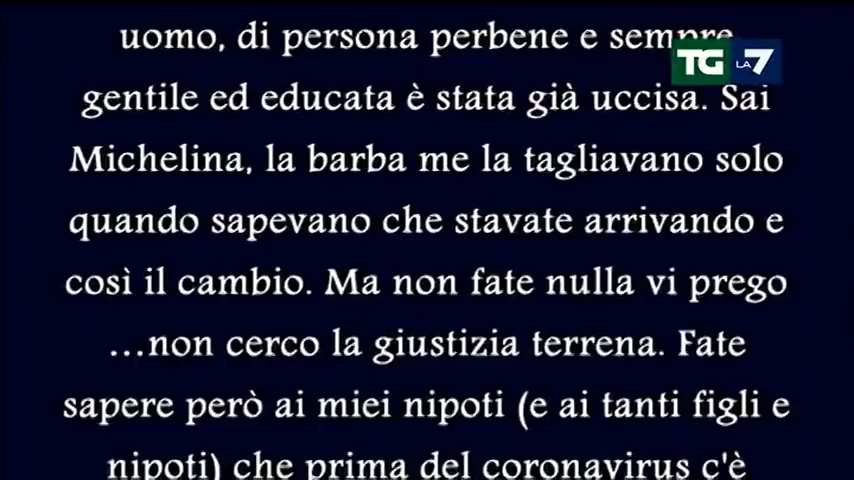 uomo, di persona perbene e sempre
TG LA7
gentile ed educata è stata già uccisa. Sai
Michelina, la barba me la tagliavano solo
quando sapevano che stavate arrivando e
così il cambio. Ma non fate nulla vi prego
...non cerco la giustizia terrena. Fate
sapere però ai miei nipoti (e ai tanti figli e
nipoti) che prima del coronavirus c'è